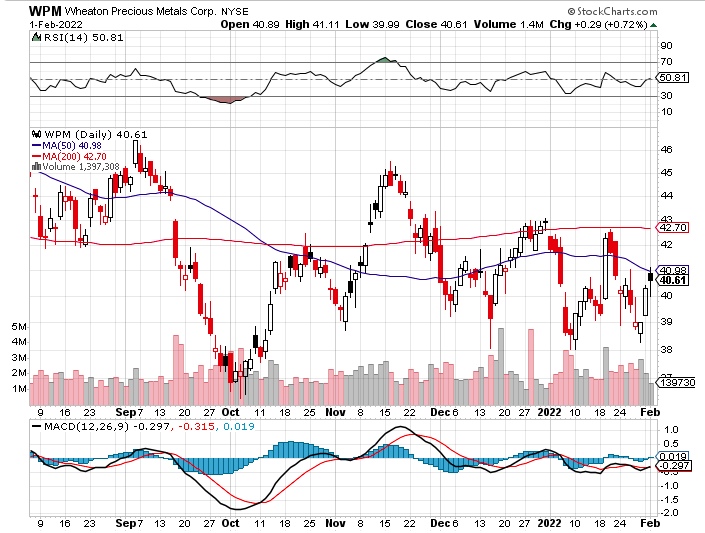 WPM Wheaton Precious Metals Corp. NYSE © StockCharts.com
1-Feb-2022 Open 40.89 High 41.11 Low 39.99 Close 40.61 Volume 1.4M Chg +0.29 (+0.72%)
RSI(14) 50.81
90
70
50.81
30
10
WPM (Daily) 40.61
MA(50) 40.98
MA(200) 42.70
Volume 1,397,308
46
45
44
43
42.70
42
40.98
40.61
40
39
38
5M
4M
3M
2M
1M
1397308
9 16 23 Sep 7 13 20 27 Oct 11 18 25 Nov 8 15 22 Dec 6 13 20 27 2022 10 18 24 Feb
MACD(12,26,9) -0.297, -0.315, 0.019
1.0
0.5
0.019
-0.297
-1.0
-1.5
-2.0
9 16 23 Sep 7 13 20 27 Oct 11 18 25 Nov 8 15 22 Dec 6 13 20 27 2022 10 18 24 Feb